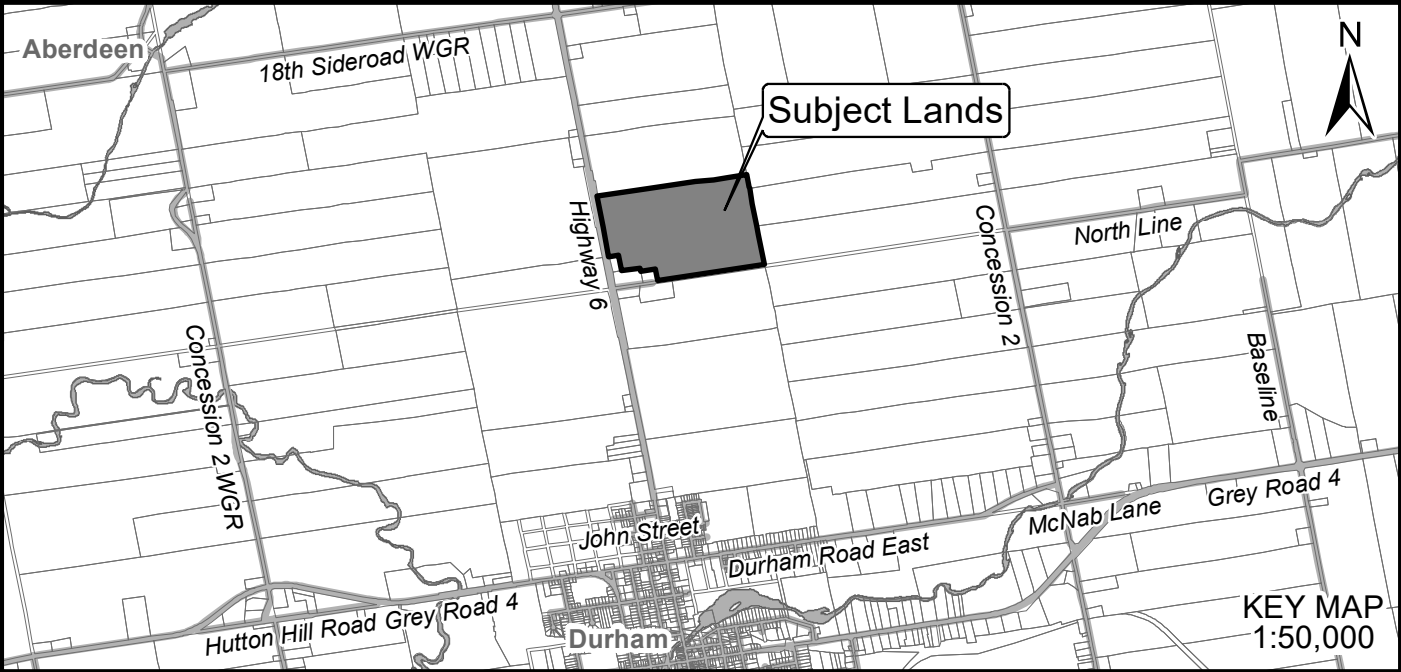 Aberdeen
18th Sideroad WGR
N
Subject Lands
Highway 6
Concession 2
North Line
Concession 2 WGR
Baseline
John Street
Durham Road East
McNab Lane
Grey Road 4
Hutton Hill Road
Grey Road 4
Durham
KEY MAP
1:50,000